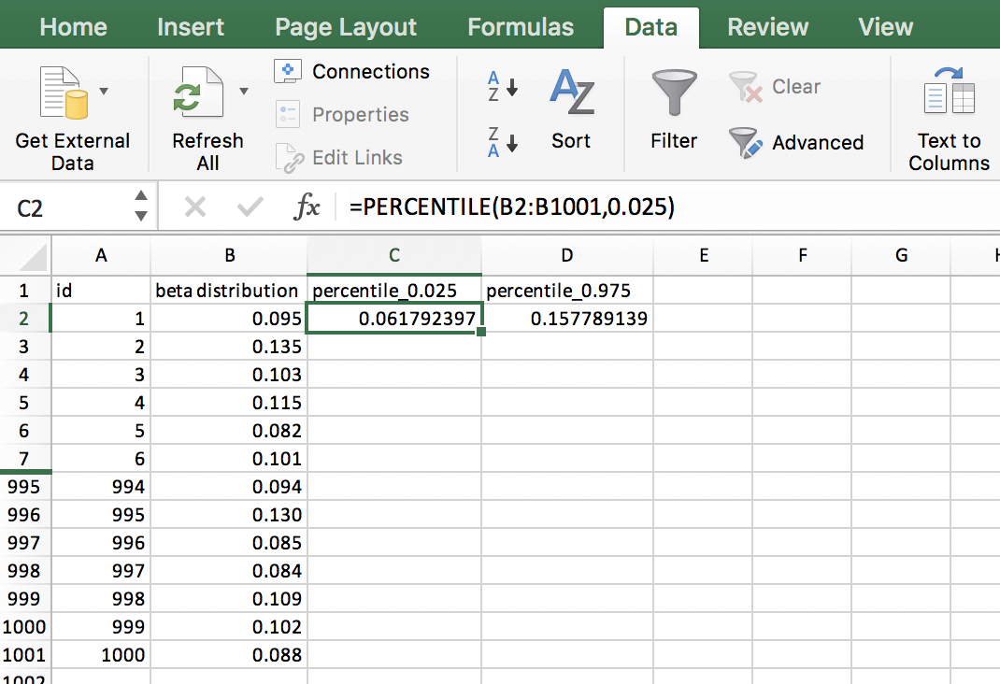 Home Insert Page Layout Formulas Data Review View
Connections
Properties
Edit Links
Get External
Data
Refresh
All
A
Z
Z
A
A
Z
Sort
Filter
Clear
Advanced
Text to
Columns
C2 fx =PERCENTILE(B2:B1001,0.025)
A B C D E F G H
1 id beta distribution percentile_0.025 percentile_0.975
2 1 0.095 0.061792397 0.157789139
3 2 0.135
4 3 0.103
5 4 0.115
6 5 0.082
7 6 0.101
995 994 0.094
996 995 0.130
997 996 0.085
998 997 0.084
999 998 0.109
1000 999 0.102
1001 1000 0.088
1002